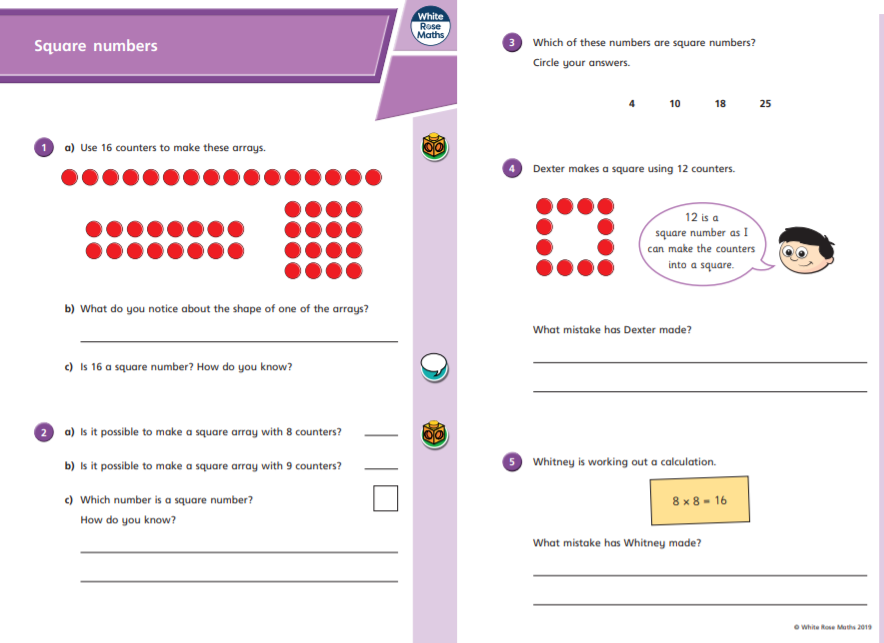 Square numbers
White
Rose
Maths
1
a) Use 16 counters to make these arrays.
b) What do you notice about the shape of one of the arrays?
c) Is 16 a square number? How do you know?
2
a) Is it possible to make a square array with 8 counters?
b) Is it possible to make a square array with 9 counters?
c) Which number is a square number?
How do you know?
3
Which of these numbers are square numbers?
Circle your answers.
4 10 18 25
4
Dexter makes a square using 12 counters.
12 is a
square number as I
can make the counters
into a square.
What mistake has Dexter made?
5
Whitney is working out a calculation.
8 × 8 = 16
What mistake has Whitney made?
© White Rose Maths 2019